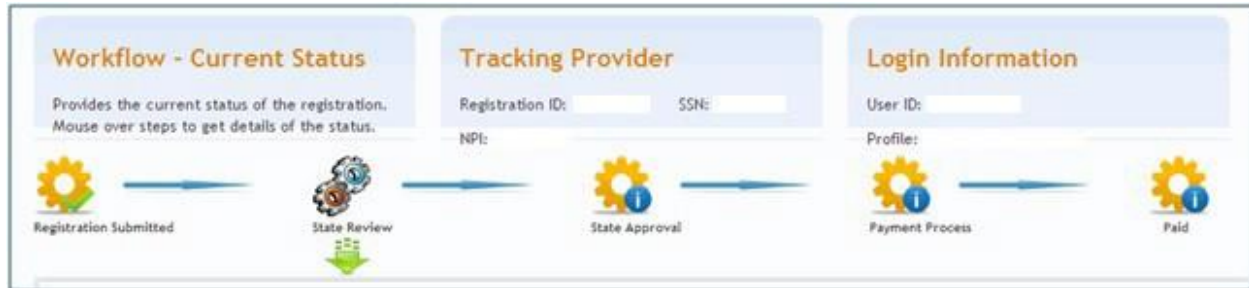 Workflow - Current Status
Provides the current status of the registration.
Mouse over steps to get details of the status.
Tracking Provider
Registration ID:
SSN:
NPI:
Login Information
User ID:
Profile:
Registration Submitted
State Review
State Approval
Payment Process
Paid